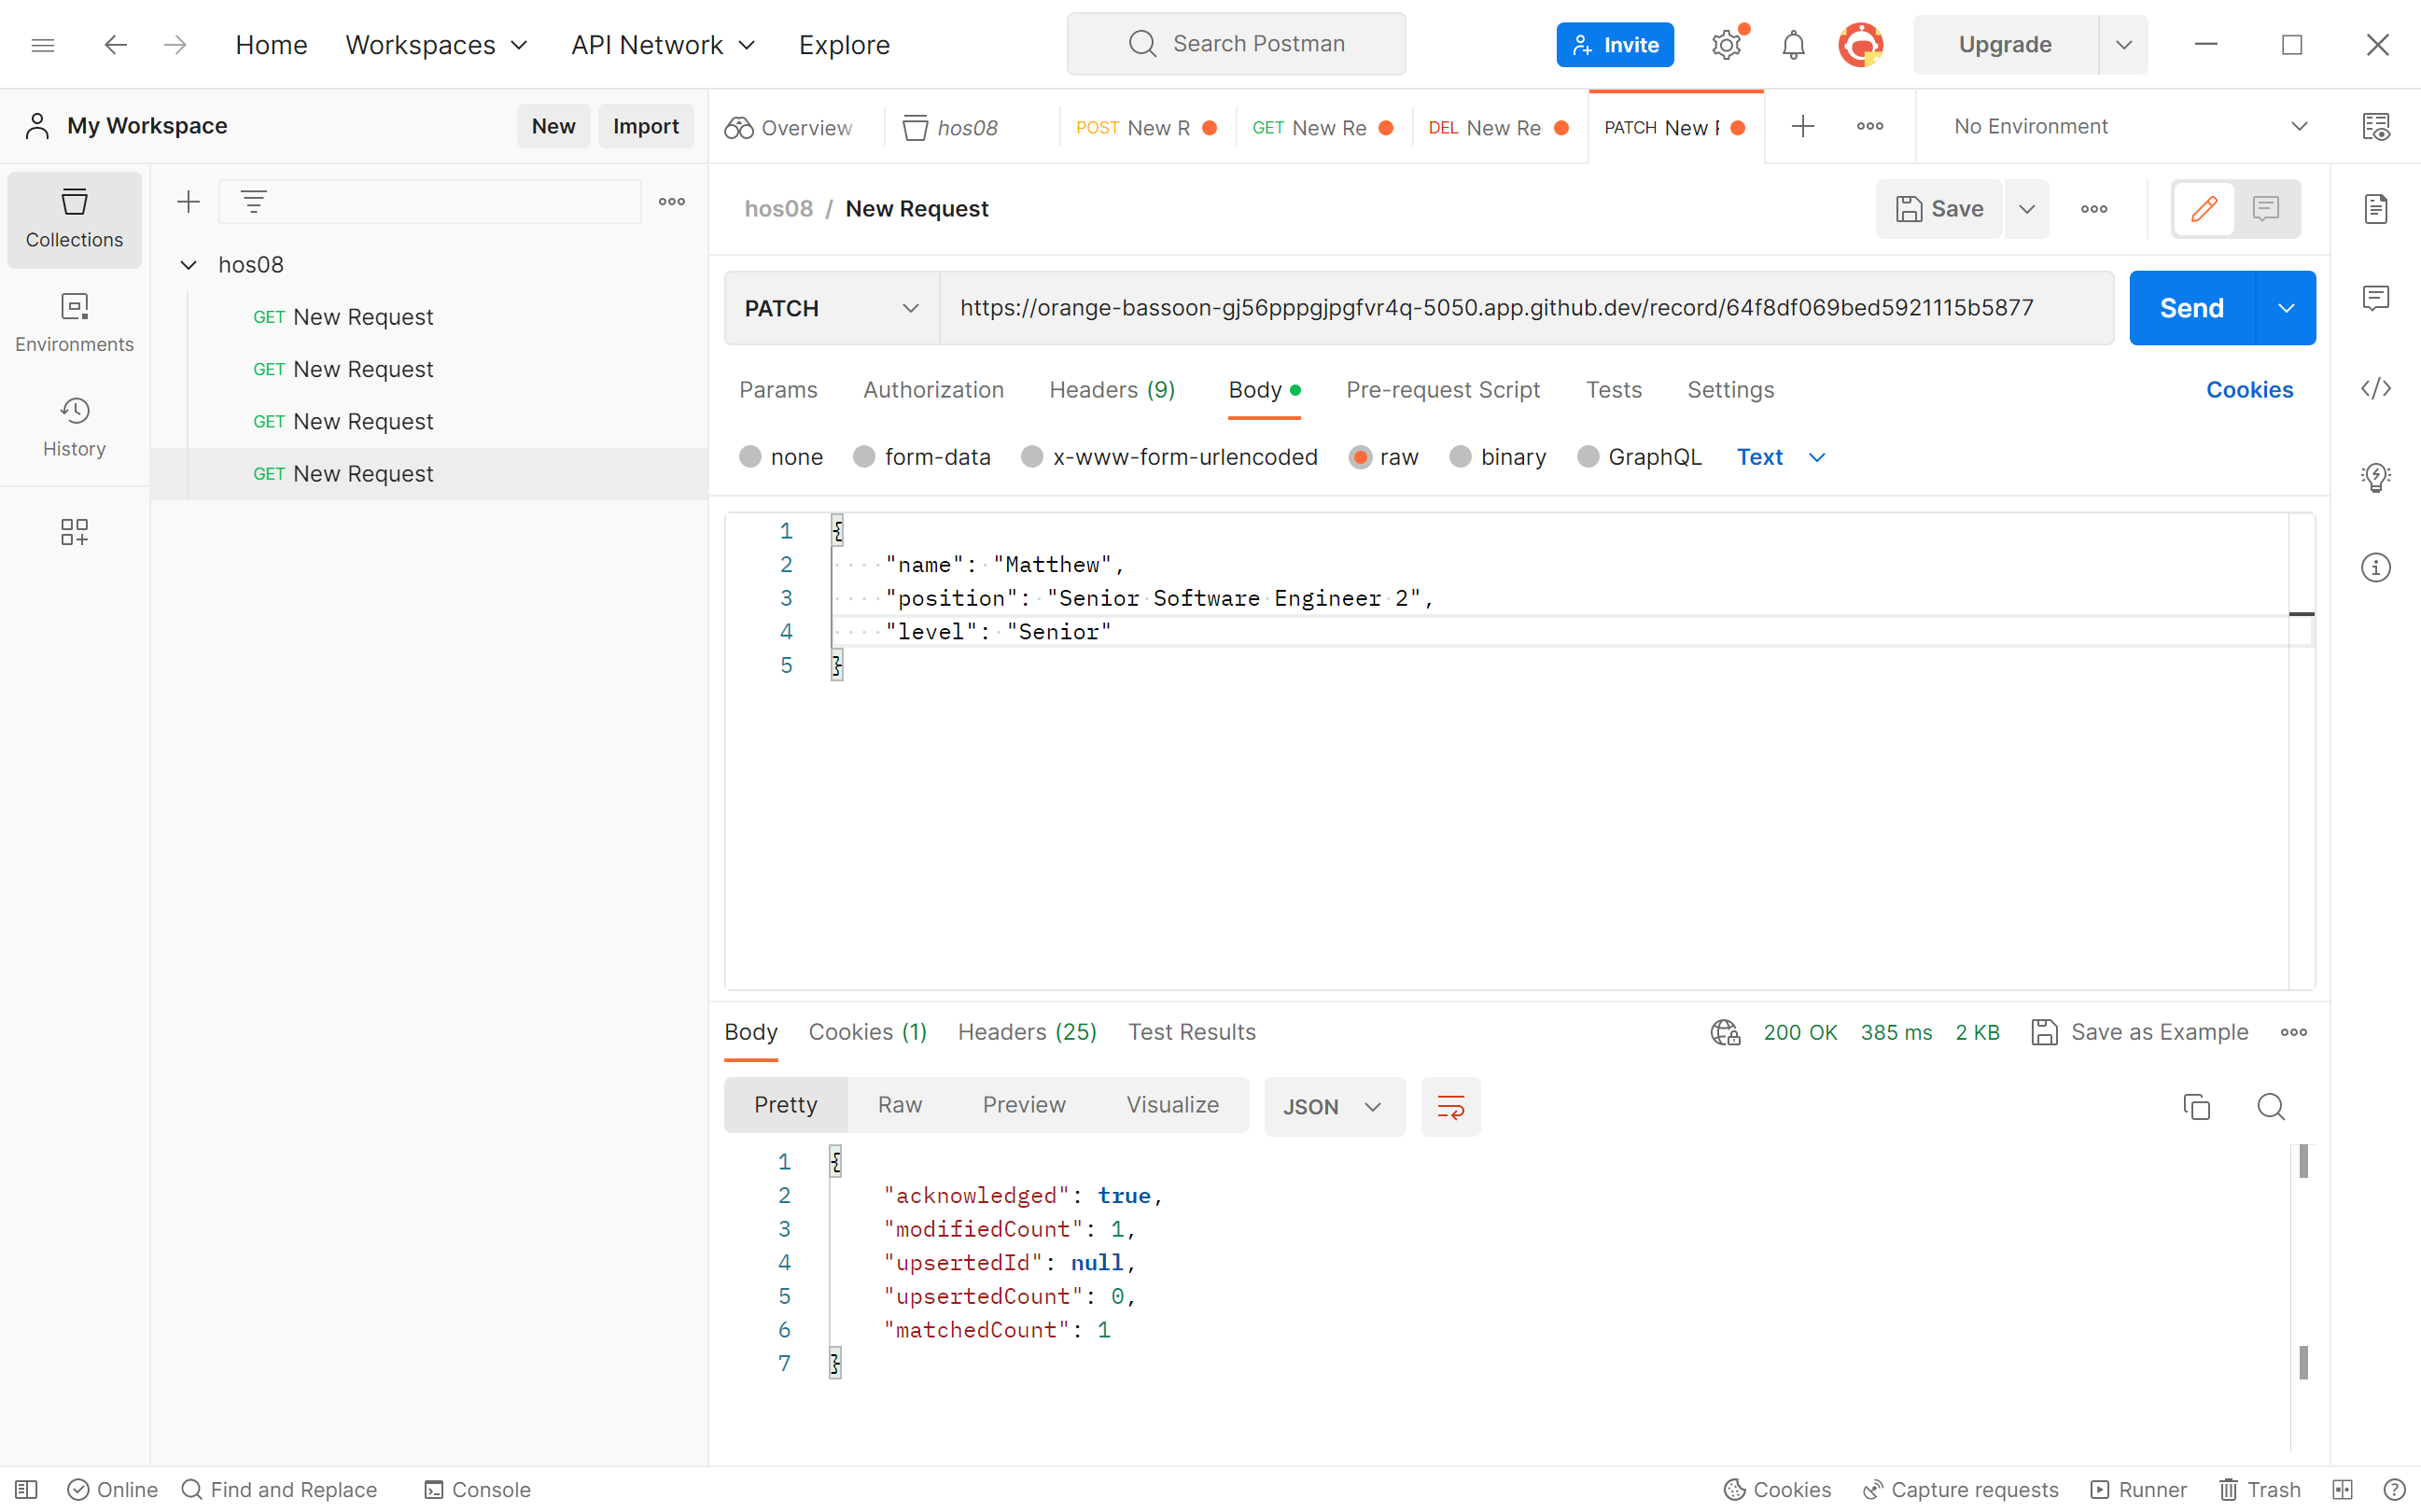 Home Workspaces API Network Explore Search Postman Invite Upgrade
My Workspace New Import
Overview hos08 POST New R GET New Re DEL New Re PATCH New No Environment
Collections
Environments
History
hos08
GET New Request
GET New Request
GET New Request
GET New Request
hos08 / New Request Save
PATCH https://orange-bassoon-gj56pppgjpgfvr4q-5050.app.github.dev/record/64f8df069bed5921115b5877 Send
Params Authorization Headers (9) Body Pre-request Script Tests Settings Cookies
none form-data x-www-form-urlencoded raw binary GraphQL Text
1 {
2 "name": "Matthew",
3 "position": "Senior Software Engineer 2",
4 "level": "Senior"
5 }
Body Cookies (1) Headers (25) Test Results 200 OK 385 ms 2 KB Save as Example
Pretty Raw Preview Visualize JSON
1 {
2 "acknowledged": true,
3 "modifiedCount": 1,
4 "upsertedId": null,
5 "upsertedCount": 0,
6 "matchedCount": 1
7 }
Online Find and Replace Console Cookies Capture requests Runner Trash